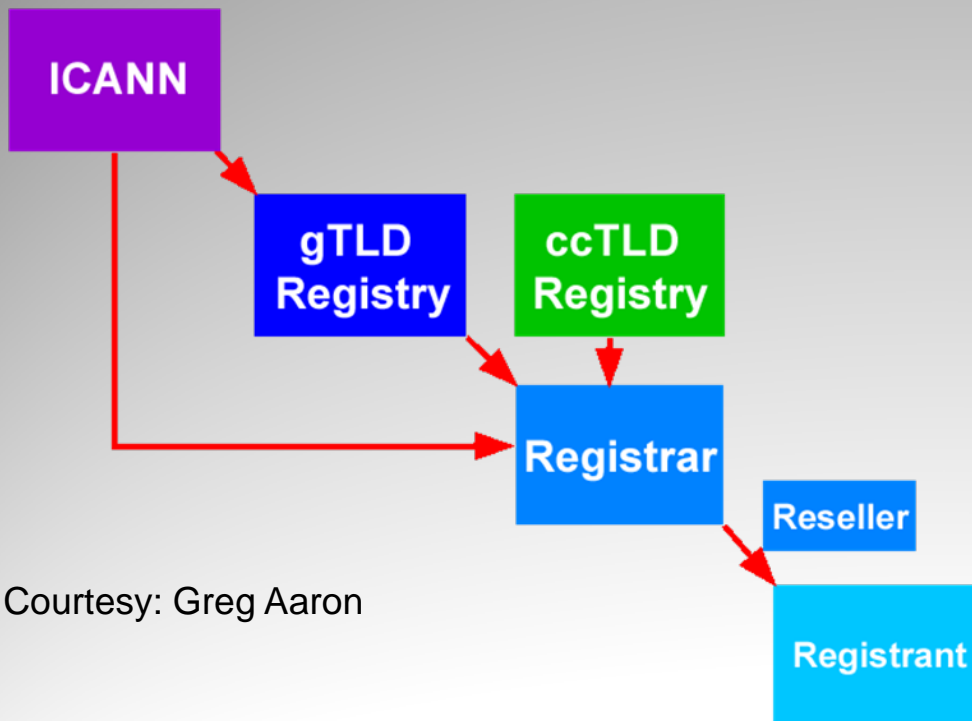 ICANN
gTLD
Registry
ccTLD
Registry
Registrar
Reseller
Courtesy: Greg Aaron
Registrant